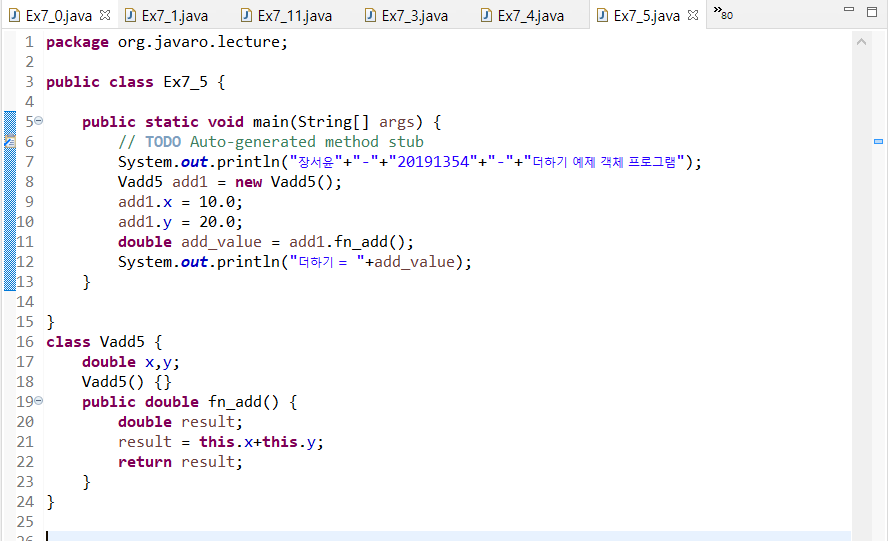 Ex7_0.java Ex7_1.java Ex7_11.java Ex7_3.java Ex7_4.java Ex7_5.java »80
1 package org.javaro.lecture;
2
3 public class Ex7_5 {
4
5 public static void main(String[] args) {
6 // TODO Auto-generated method stub
7 System.out.println("장서윤"+"-"+"20191354"+"-"+"더하기 예제 객체 프로그램");
8 Vadd5 add1 = new Vadd5();
9 add1.x = 10.0;
10 add1.y = 20.0;
11 double add_value = add1.fn_add();
12 System.out.println("더하기 = "+add_value);
13 }
14
15 }
16 class Vadd5 {
17 double x,y;
18 Vadd5() {}
19 public double fn_add() {
20 double result;
21 result = this.x+this.y;
22 return result;
23 }
24 }
25
26